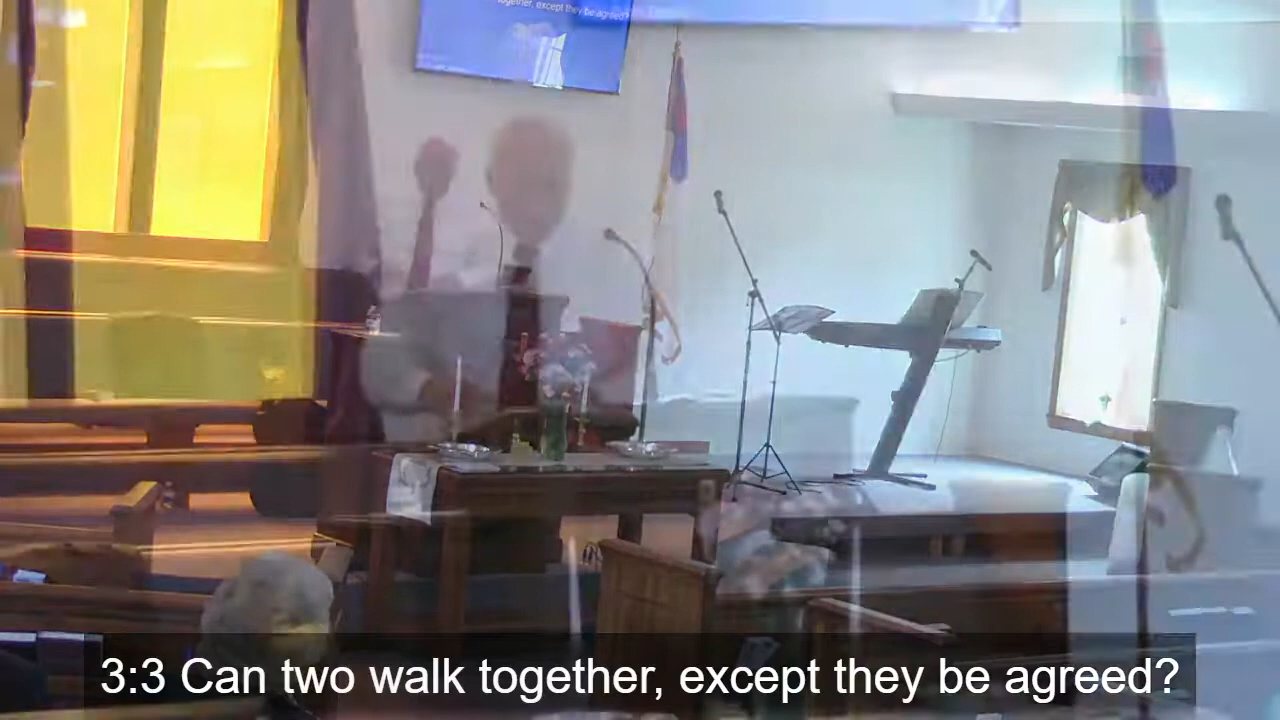 together, except they be agreed?
3:3 Can two walk together, except they be agreed?